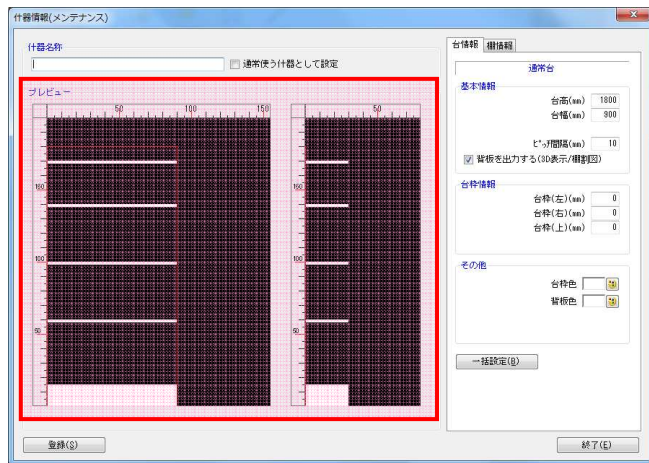 什器情報(メンテナンス)
什器名称
通常使う什器として設定
プレビュー
50 100 150
50
150
100
50
150
100
50
台情報 棚情報
通常台
基本情報
台高(mm) 1800
台幅(mm) 900
ピッチ間隔(mm) 10
背板を出力する(3D表示/棚割図)
台枠情報
台枠(左)(mm) 0
台枠(右)(mm) 0
台枠(上)(mm) 0
その他
台枠色
背板色
一括設定(B)
登録(S)
終了(E)